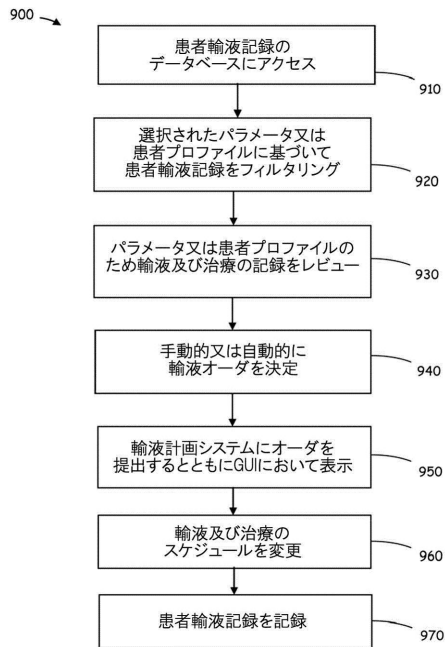 900
患者輸液記録の
データベースにアクセス
910
選択されたパラメータ又は
患者プロファイルに基づいて
患者輸液記録をフィルタリング
920
パラメータ又は患者プロファイルの
ため輸液及び治療の記録をレビュー
930
手動的又は自動的に
輸液オーダを決定
940
輸液計画システムにオーダを
提出するとともにGUIにおいて表示
950
輸液及び治療の
スケジュールを変更
960
患者輸液記録を記録
970